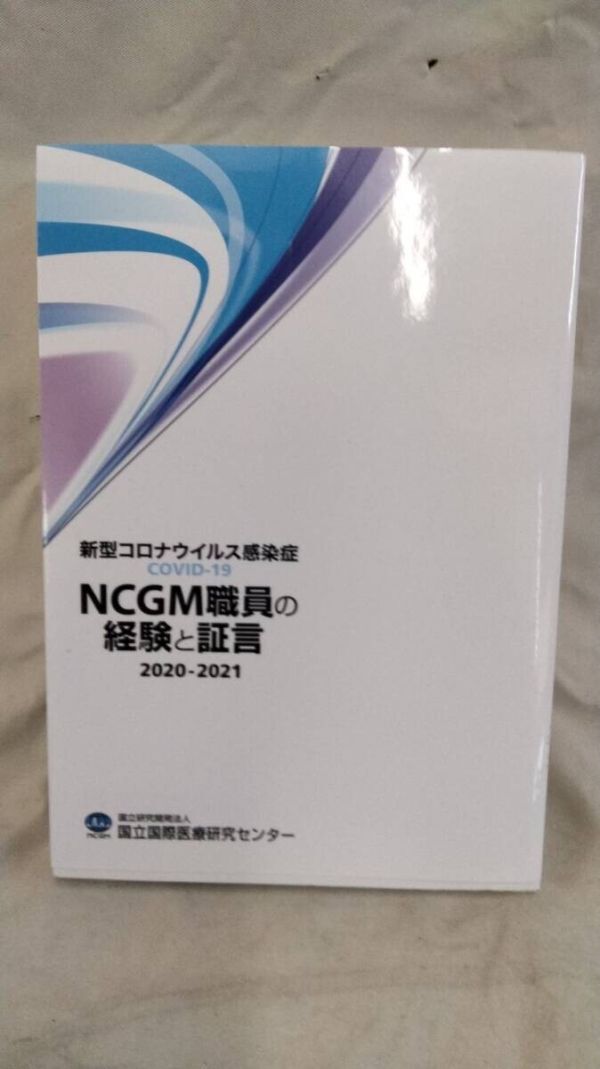 新型コロナウイルス感染症
COVID-19
NCGM職員の
経験と証言
2020-2021
NCGM
国立研究開発法人
国立国際医療研究センター